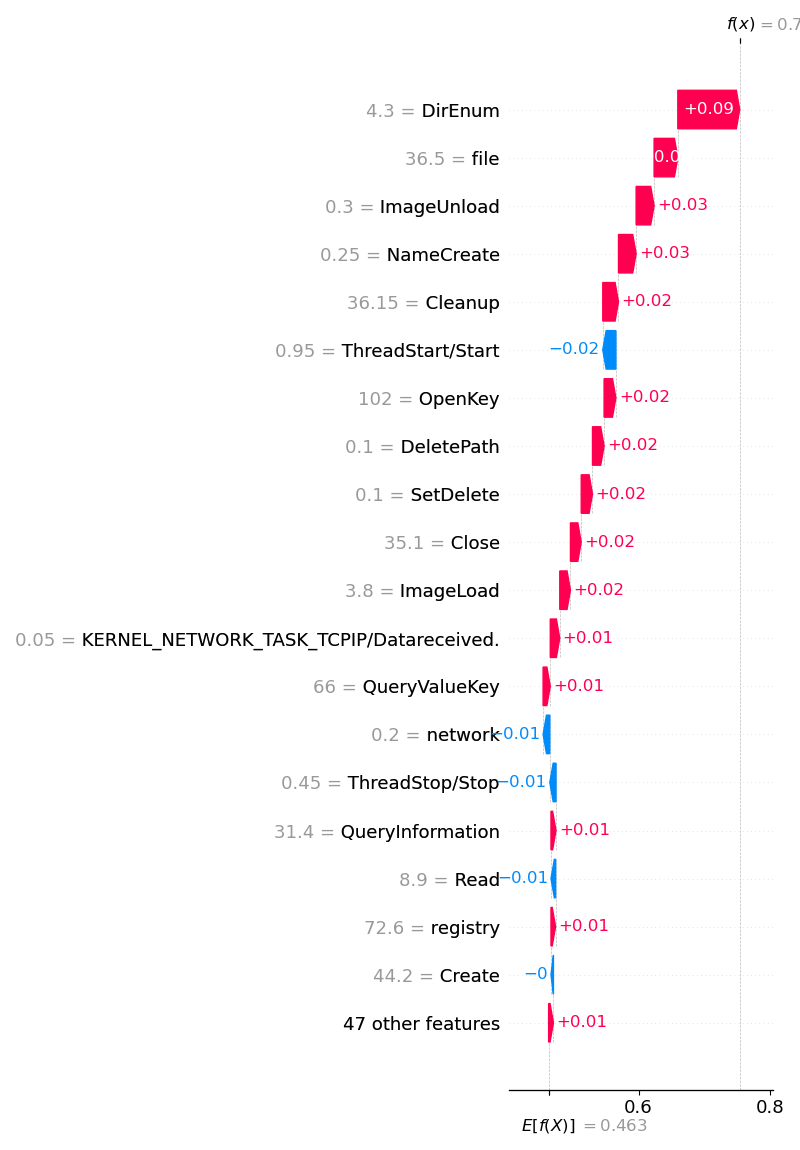 f(x) = 0.7
4.3 = DirEnum +0.09
36.5 = file
0.3 = ImageUnload +0.03
0.25 = NameCreate +0.03
36.15 = Cleanup +0.02
0.95 = ThreadStart/Start −0.02
102 = OpenKey +0.02
0.1 = DeletePath +0.02
0.1 = SetDelete +0.02
35.1 = Close +0.02
3.8 = ImageLoad +0.02
0.05 = KERNEL_NETWORK_TASK_TCPIP/Datareceived. +0.01
66 = QueryValueKey +0.01
0.2 = network −0.01
0.45 = ThreadStop/Stop −0.01
31.4 = QueryInformation +0.01
8.9 = Read −0.01
72.6 = registry +0.01
44.2 = Create −0
47 other features +0.01
0.6 0.8
E[f(X)] = 0.463